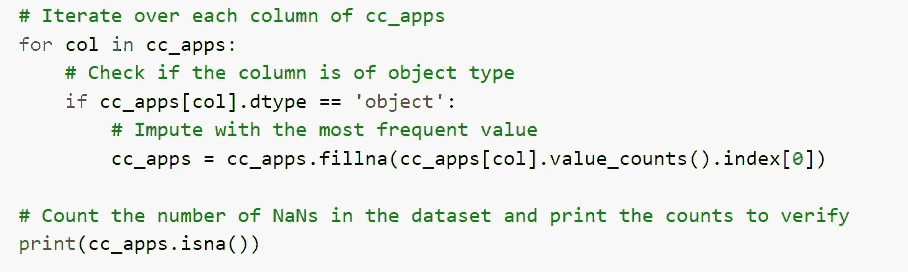 # Iterate over each column of cc_apps
for col in cc_apps:
    # Check if the column is of object type
    if cc_apps[col].dtype == 'object':
        # Impute with the most frequent value
        cc_apps = cc_apps.fillna(cc_apps[col].value_counts().index[0])
# Count the number of NaNs in the dataset and print the counts to verify
print(cc_apps.isna())